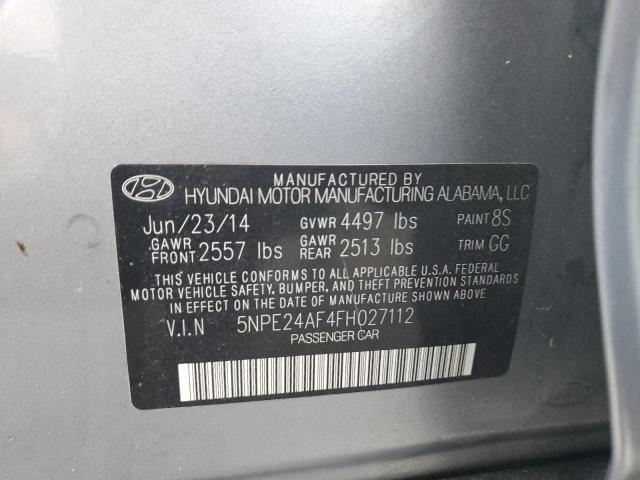 MANUFACTURED BY
HYUNDAI MOTOR MANUFACTURING ALABAMA, LLC
Jun/23/14 GVWR 4497 lbs PAINT 8S
GAWR FRONT 2557 lbs GAWR REAR 2513 lbs TRIM GG
THIS VEHICLE CONFORMS TO ALL APPLICABLE U.S.A. FEDERAL
MOTOR VEHICLE SAFETY, BUMPER, AND THEFT PREVENTION STANDARDS
IN EFFECT ON THE DATE OF MANUFACTURE SHOWN ABOVE.
V.I.N 5NPE24AF4FH027112
PASSENGER CAR